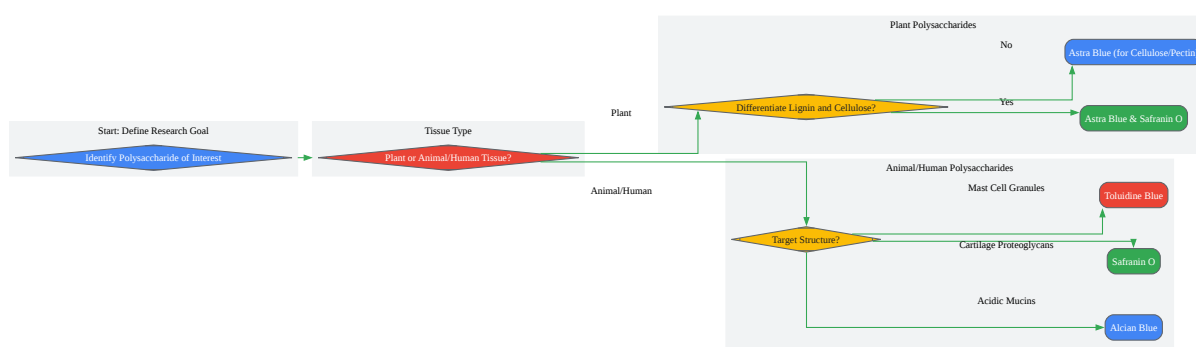 Plant Polysaccharides
No
Astra Blue (for Cellulose/Pectin
Differentiate Lignin and Cellulose?
Yes
Plant
Astra Blue & Safranin O
Start: Define Research Goal
Tissue Type
Identify Polysaccharide of Interest
Plant or Animal/Human Tissue?
Animal/Human Polysaccharides
Animal/Human
Mast Cell Granules
Toluidine Blue
Target Structure?
Cartilage Proteoglycans
Safranin O
Acidic Mucins
Alcian Blue